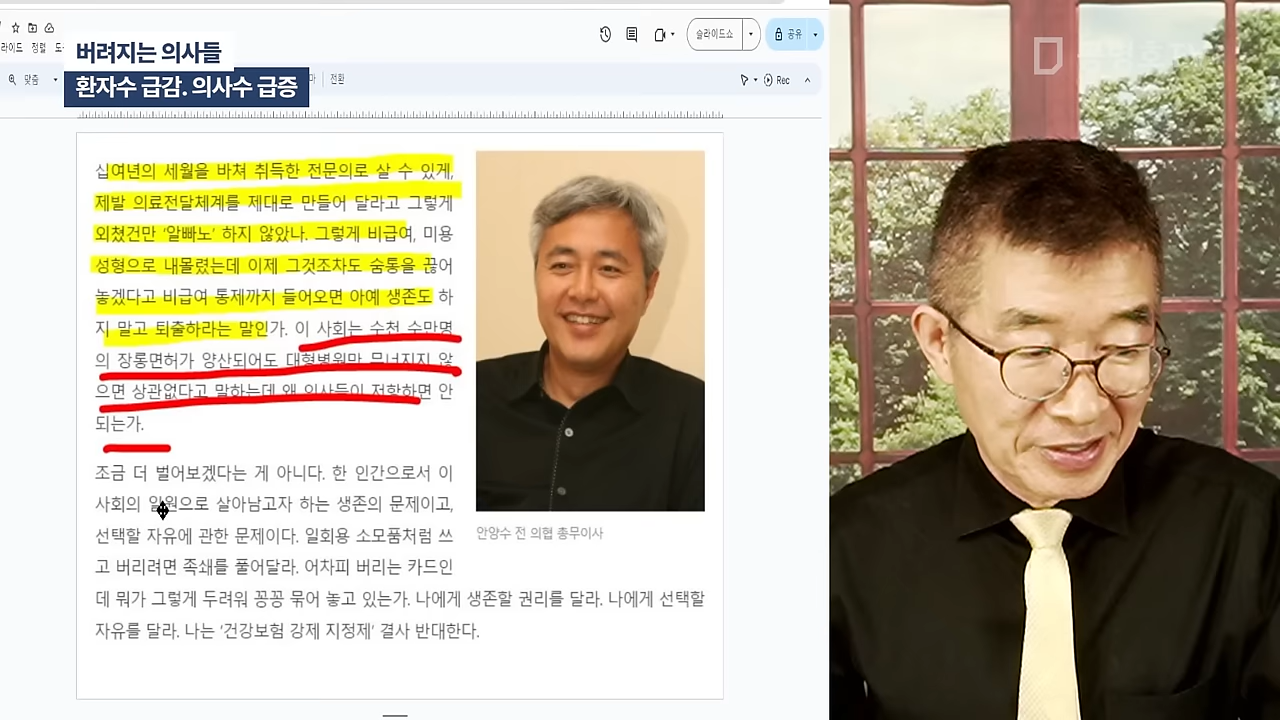 버려지는 의사들
환자수 급감. 의사수 급증
라이드 정렬
슬라이드쇼
공유
맞춤
전환
Rec
십여년의 세월을 바쳐 취득한 전문의로 살 수 있게,
제발 의료전달체계를 제대로 만들어 달라고 그렇게
외쳤건만 ‘알빠노’ 하지 않았나. 그렇게 비급여, 미용
성형으로 내몰렸는데 이제 그것조차도 숨통을 끊어
놓겠다고 비급여 통제까지 들어오면 아예 생존도 하
지 말고 퇴출하라는 말인가. 이 사회는 수천 수만명
의 장롱면허가 양산되어도 대형병원만 무너지지 않
으면 상관없다고 말하는데 왜 의사들이 저항하면 안
되는가.
조금 더 벌어보겠다는 게 아니다. 한 인간으로서 이
사회의 일원으로 살아남고자 하는 생존의 문제이고,
선택할 자유에 관한 문제이다. 일회용 소모품처럼 쓰
고 버리려면 족쇄를 풀어달라. 어차피 버리는 카드인
데 뭐가 그렇게 두려워 꽁꽁 묶어 놓고 있는가. 나에게 생존할 권리를 달라. 나에게 선택할
자유를 달라. 나는 ‘건강보험 강제 지정제’ 결사 반대한다.
안양수 전 의협 총무이사